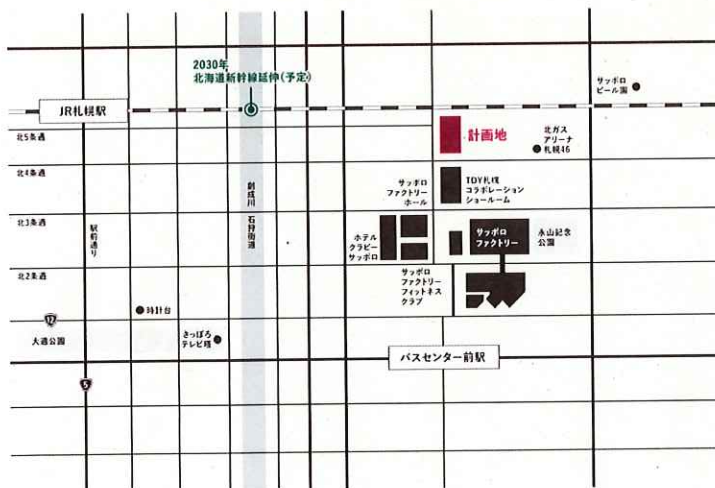 2030年
北海道新幹線延伸(予定)
サッポロ
ビール園
JR札幌駅
北5条通
計画地
北ガス
アリーナ
札幌46
北4条通
サッポロ
ファクトリー
ホール
TDY札幌
コラボレーション
ショールーム
創成川 石狩街道
北3条通
駅前通り
ホテル
クラビー
サッポロ
サッポロ
ファクトリー
永山記念
公園
北2条通
サッポロ
ファクトリー
フィットネス
クラブ
時計台
12
大通公園
さっぽろ
テレビ塔
バスセンター前駅
5